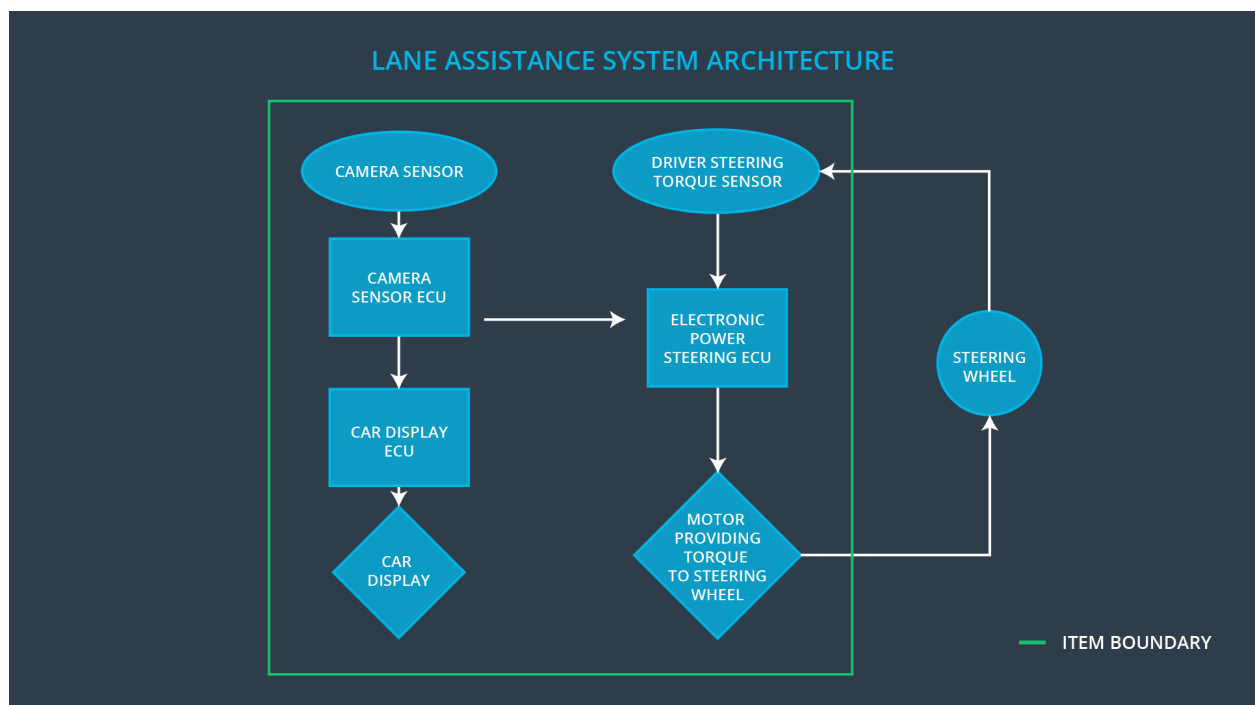 LANE ASSISTANCE SYSTEM ARCHITECTURE
CAMERA SENSOR
DRIVER STEERING
TORQUE SENSOR
CAMERA
SENSOR ECU
ELECTRONIC
POWER
STEERING ECU
STEERING
WHEEL
CAR DISPLAY
ECU
CAR
DISPLAY
MOTOR
PROVIDING
TORQUE
TO STEERING
WHEEL
ITEM BOUNDARY